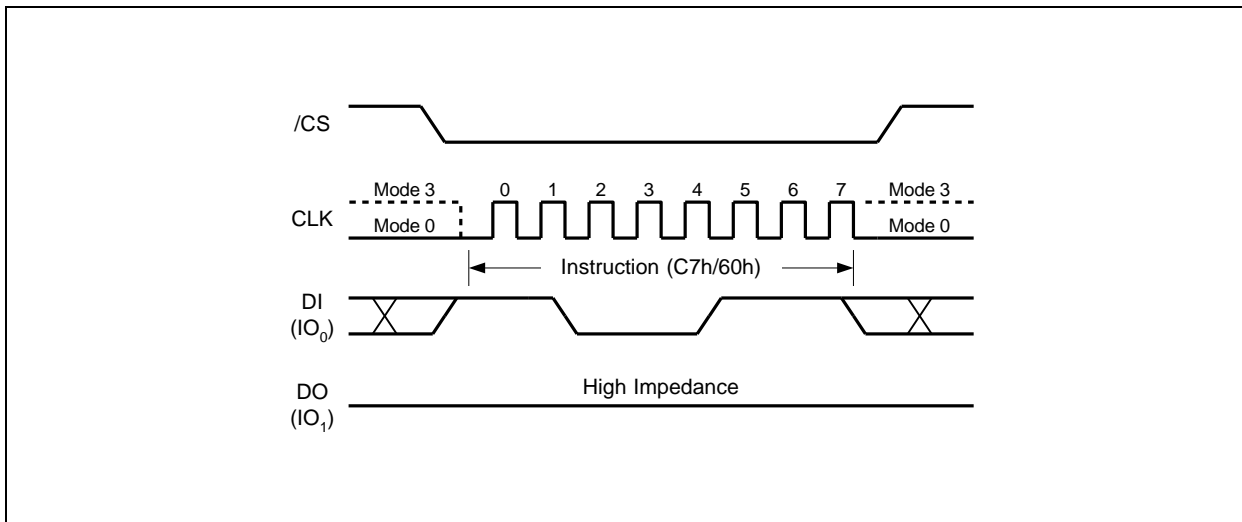 /CS
Mode 3 0 1 2 3 4 5 6 7 Mode 3
CLK
Mode 0 Mode 0
Instruction (C7h/60h)
DI
(IO0)
High Impedance
DO
(IO1)